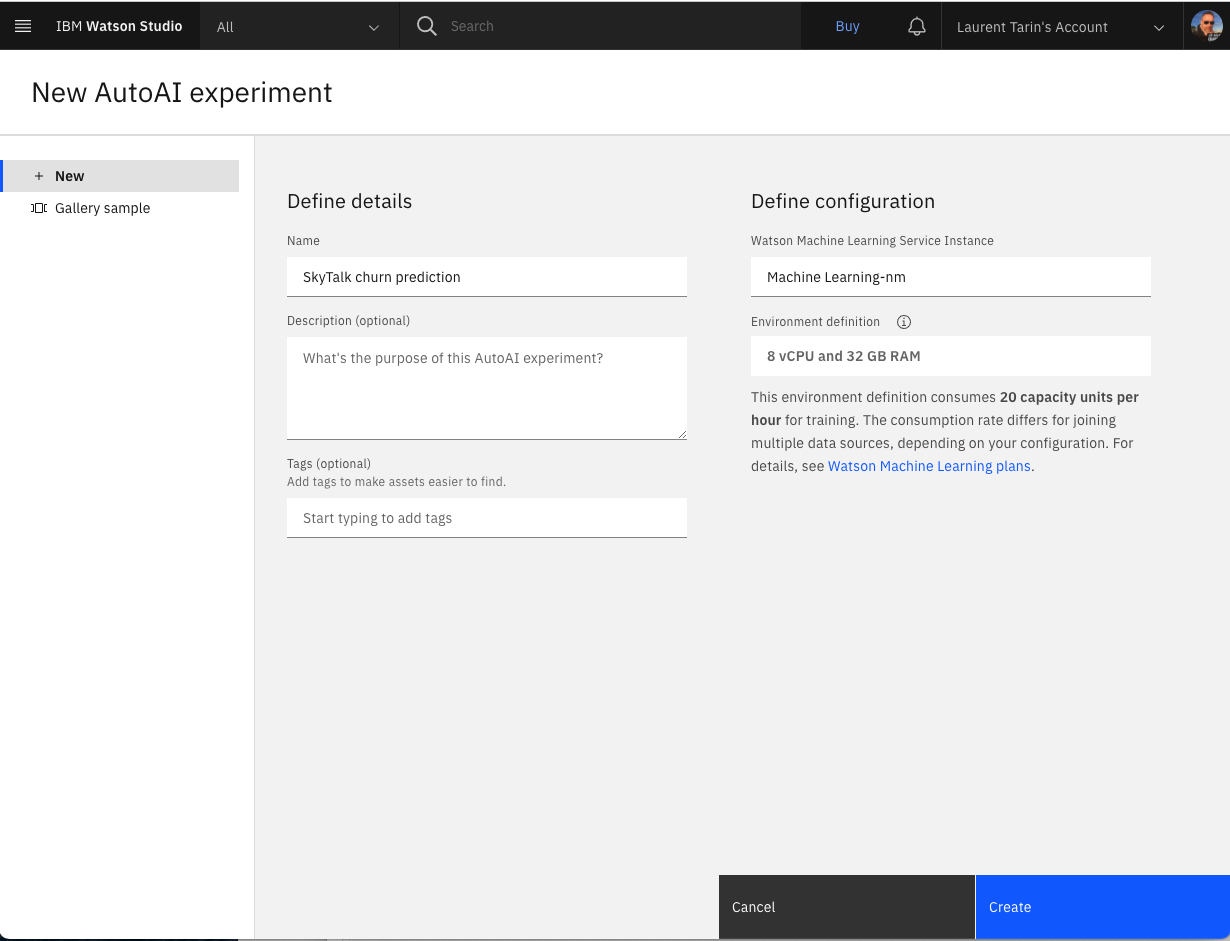 IBM Watson Studio
All
Search
Buy
Laurent Tarin's Account
New AutoAI experiment
+ New
Gallery sample
Define details
Name
SkyTalk churn prediction
Description (optional)
What's the purpose of this AutoAI experiment?
Tags (optional)
Add tags to make assets easier to find.
Start typing to add tags
Define configuration
Watson Machine Learning Service Instance
Machine Learning-nm
Environment definition
8 vCPU and 32 GB RAM
This environment definition consumes 20 capacity units per
hour for training. The consumption rate differs for joining
multiple data sources, depending on your configuration. For
details, see Watson Machine Learning plans.
Cancel
Create